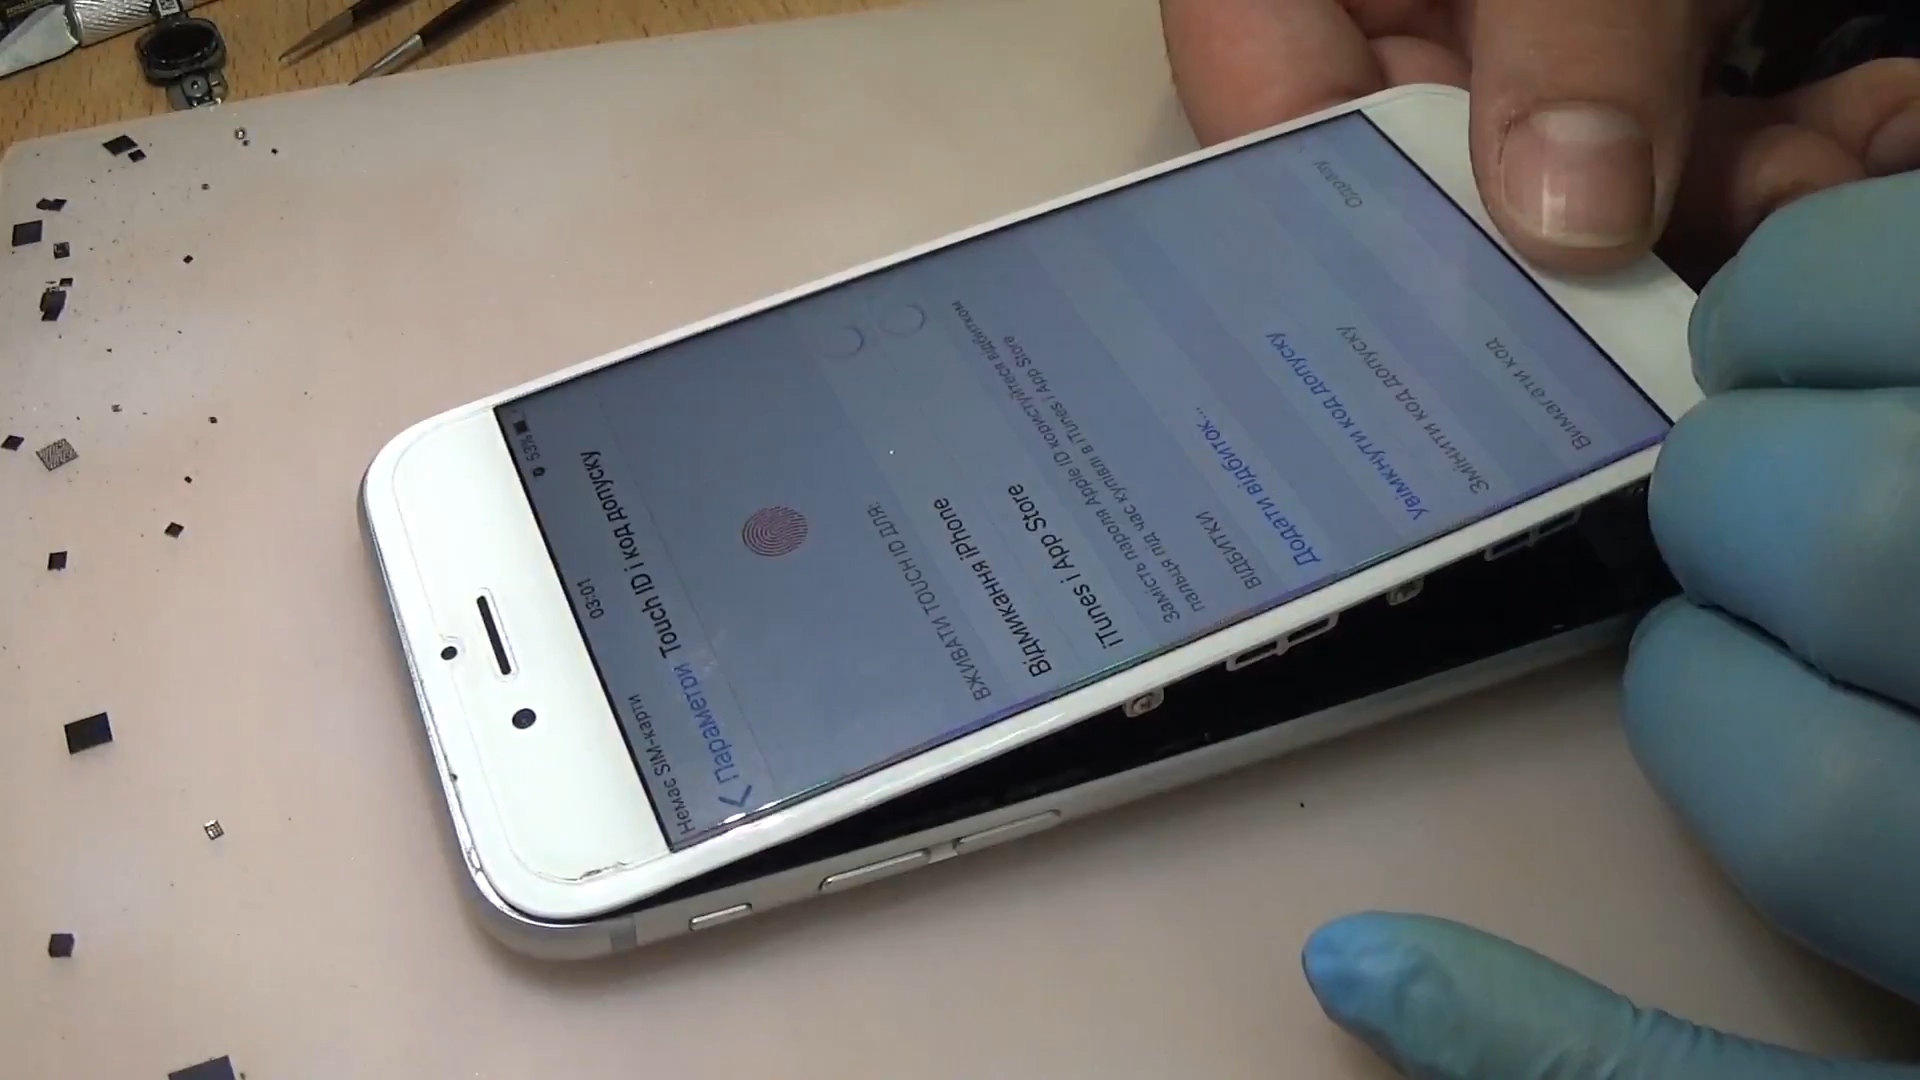 Немає SIM-карти 03:01 53%
Параметри Touch ID і код допуску
ВЖИВАТИ TOUCH ID ДЛЯ:
Відмикання iPhone
iTunes і App Store
Замість пароля Apple ID користуйтеся відбитком
пальця під час купівлі в iTunes і App Store
ВІДБИТКИ
Додати відбиток...
Увімкнути код допуску
Змінити код допуску
Вимагати код Одразу